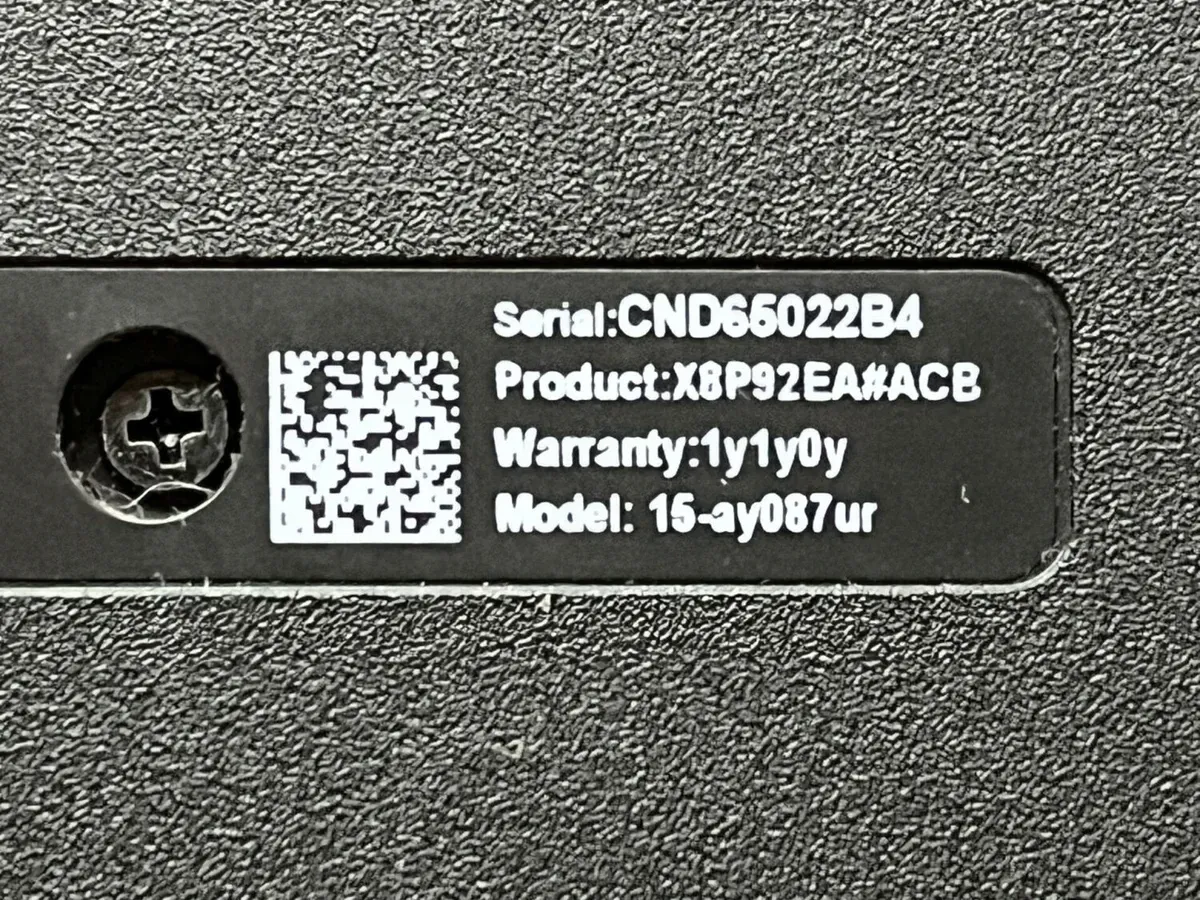 Serial:CND65022B4
Product:X8P92EA#ACB
Warranty:1y1y0y
Model: 15-ay087ur